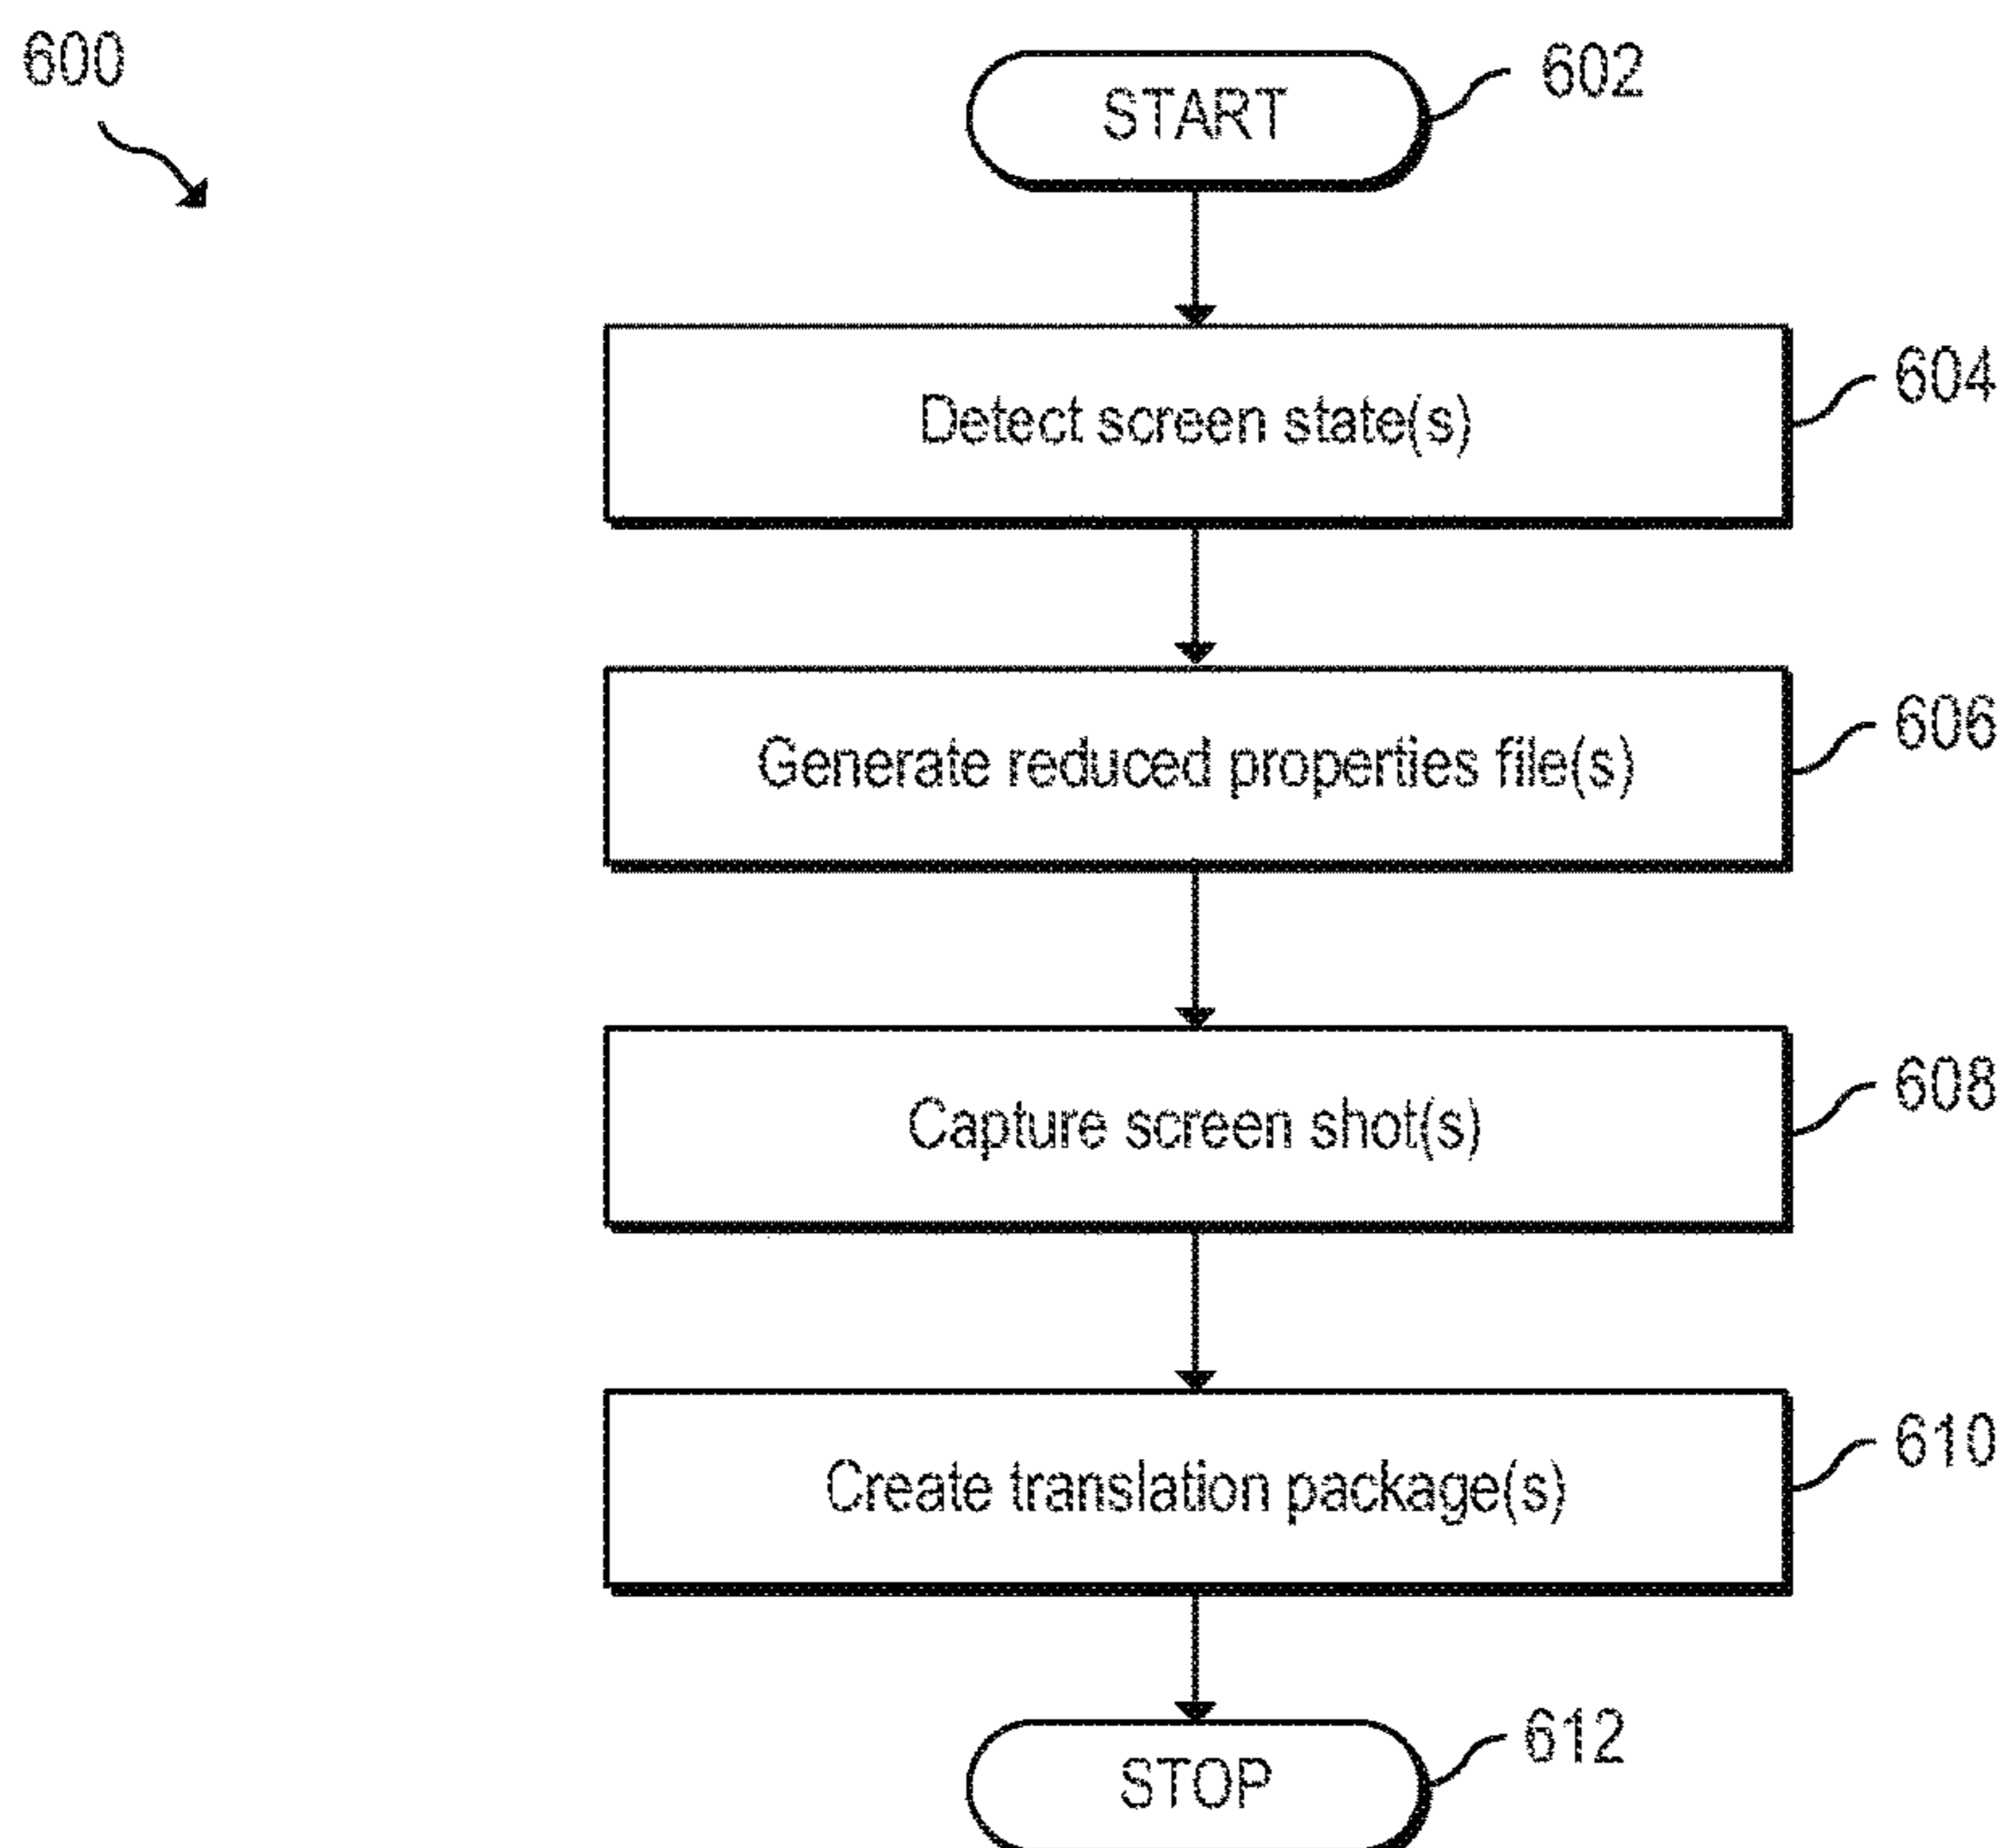 600
START
602
Detect screen state(s)
604
Generate reduced properties file(s)
606
Capture screen shot(s)
608
Create translation package(s)
610
STOP
612